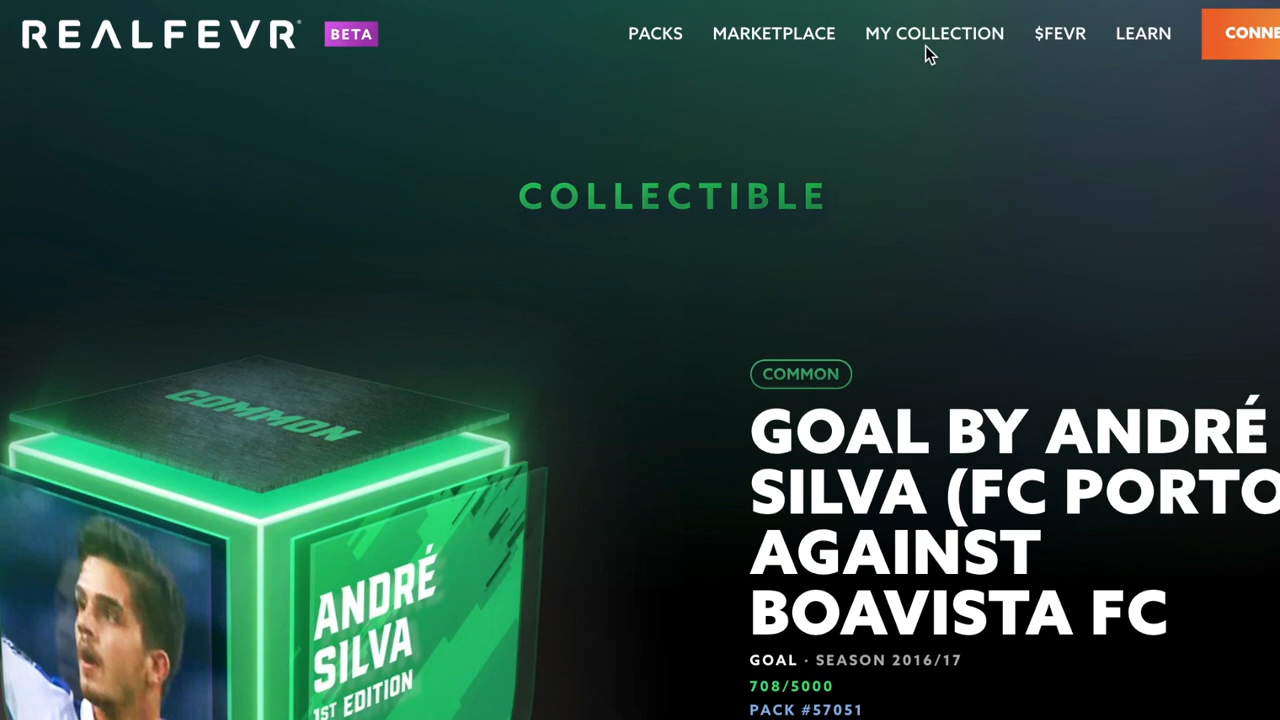 REALFEVR
BETA
PACKS
MARKETPLACE
MY COLLECTION
$FEVR
LEARN
CONNE
COLLECTIBLE
COMMON
COMMON
GOAL BY ANDRÉ
SILVA (FC PORTO
AGAINST
BOAVISTA FC
GOAL · SEASON 2016/17
708/5000
PACK #57051
ANDRÉ
SILVA
1ST EDITION